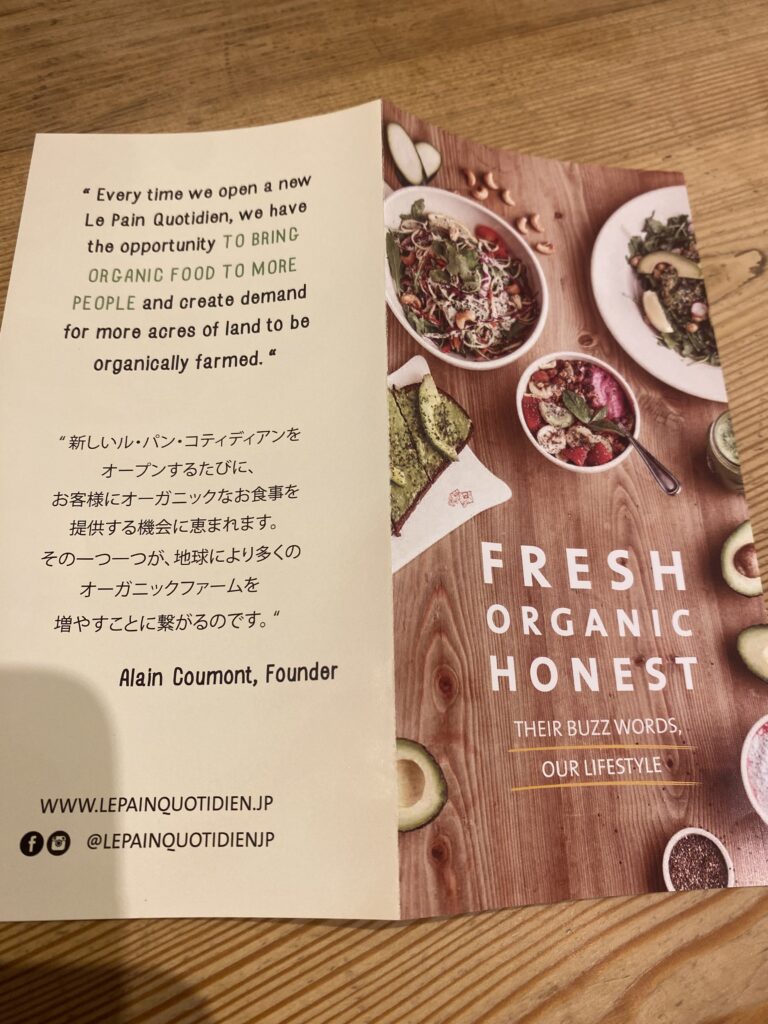 “ Every time we open a new
Le Pain Quotidien, we have
the opportunity TO BRING
ORGANIC FOOD TO MORE
PEOPLE and create demand
for more acres of land to be
organically farmed. “
“ 新しいル・パン・コティディアンを
オープンするたびに、
お客様にオーガニックなお食事を
提供する機会に恵まれます。
その一つ一つが、地球により多くの
オーガニックファームを
増やすことに繋がるのです。“
Alain Coumont, Founder
WWW.LEPAINQUOTIDIEN.JP
@LEPAINQUOTIDIENJP
FRESH
ORGANIC
HONEST
THEIR BUZZ WORDS,
OUR LIFESTYLE